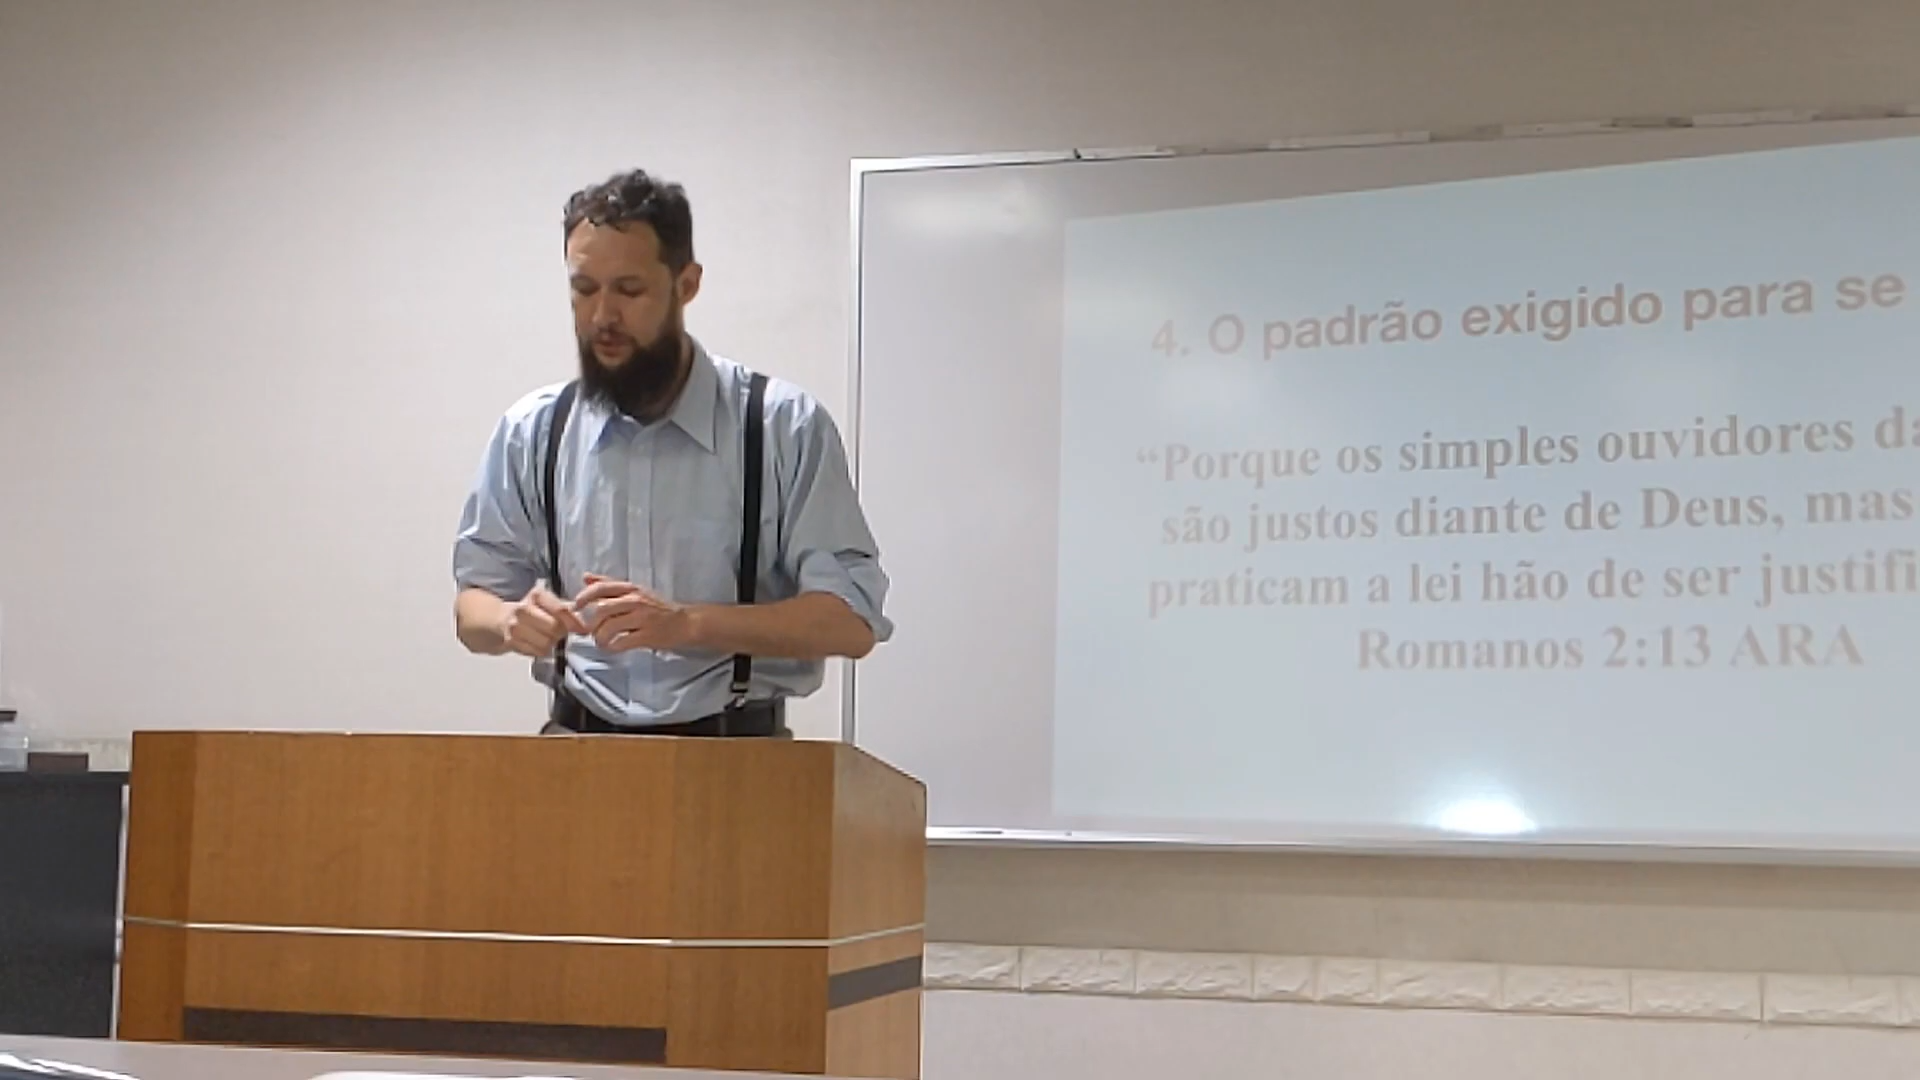 4. O padrão exigido para se
“Porque os simples ouvidores da
são justos diante de Deus, mas
praticam a lei hão de ser justifi
Romanos 2:13 ARA